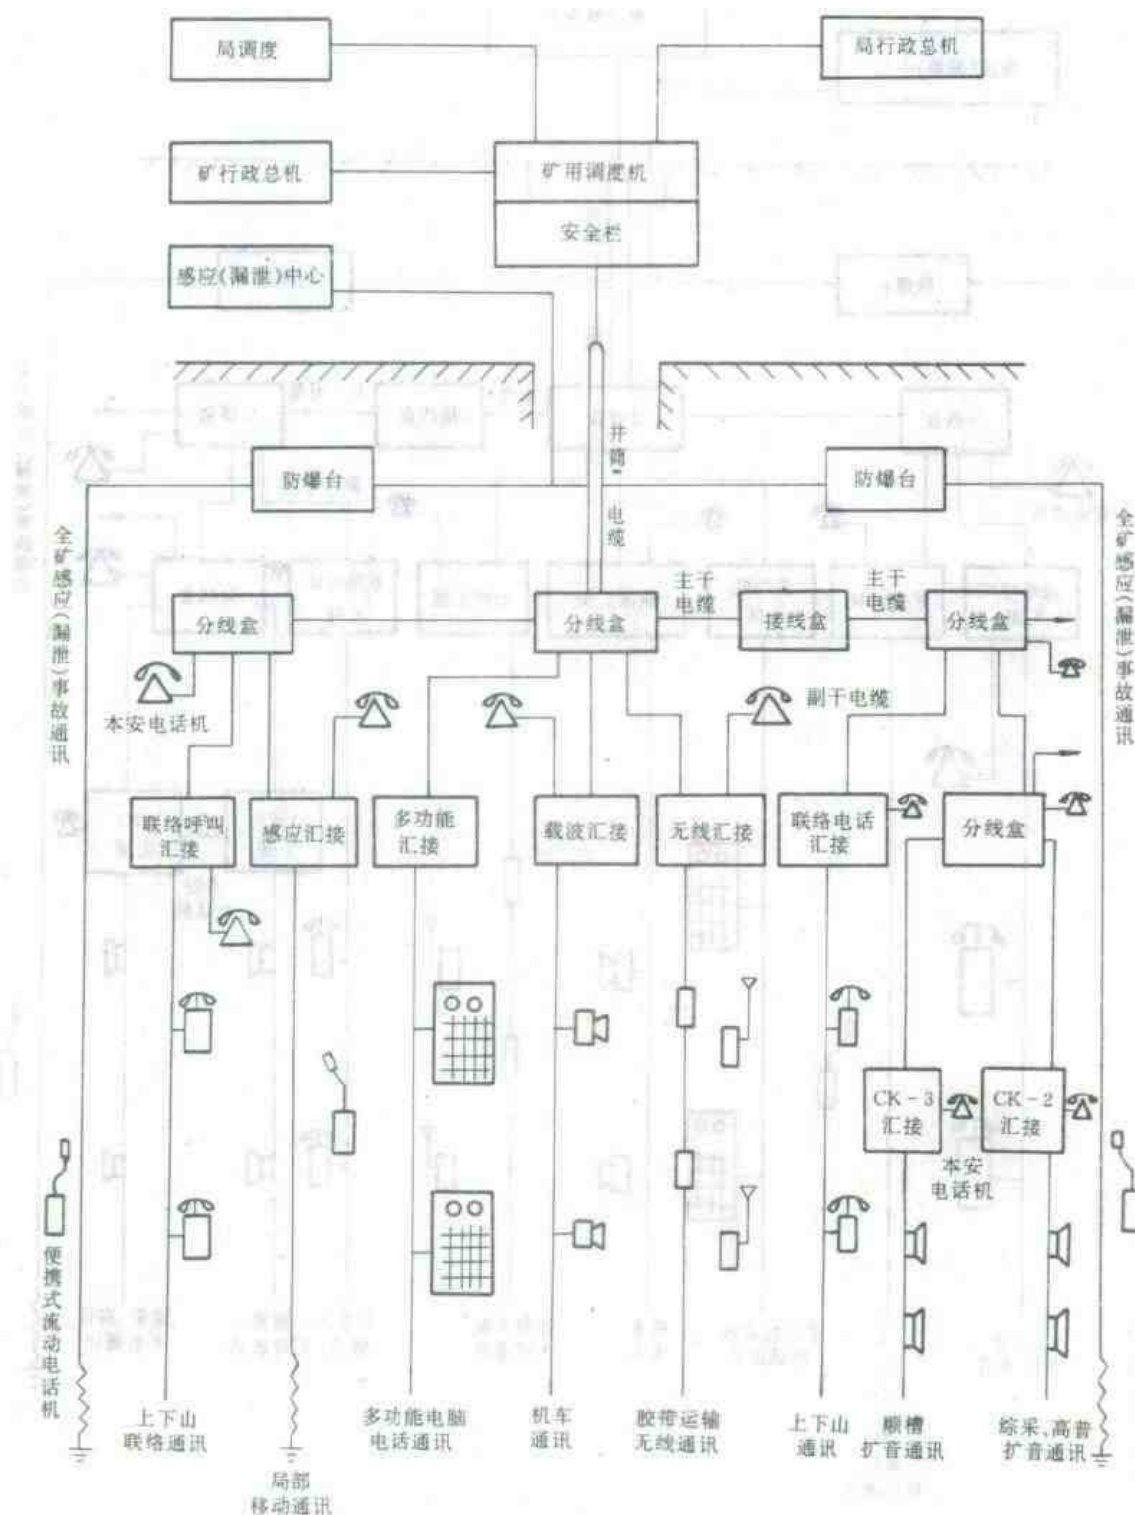 局调度
局行政总机
矿行政总机
矿用调度机
安全栏
感应(漏泄)中心
井筒
电缆
防爆台
防爆台
全矿感应(漏泄)事故通讯
全矿感应(漏泄)事故通讯
主干
电缆
主干
电缆
分线盒
分线盒
接线盒
分线盒
本安电话机
副干电缆
联络呼叫
汇接
感应汇接
多功能
汇接
载波汇接
无线汇接
联络电话
汇接
分线盒
CK-3
汇接
CK-2
汇接
本安
电话机
便携式流动电话机
上下山
联络通讯
局部
移动通讯
多功能电脑
电话通讯
机车
通讯
胶带运输
无线通讯
上下山
通讯
顺槽
扩音通讯
综采、高普
扩音通讯